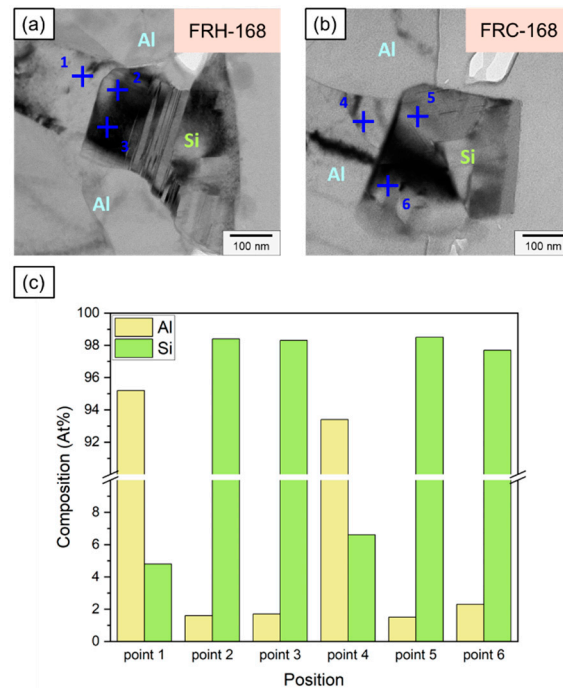 (a)
FRH-168
Al
1
2
3
Si
Al
100 nm
(b)
FRC-168
Al
4
5
Si
Al
6
100 nm
(c)
Al
Si
Composition (At%)
100
98
96
94
92
8
6
4
2
0
point 1 point 2 point 3 point 4 point 5 point 6
Position